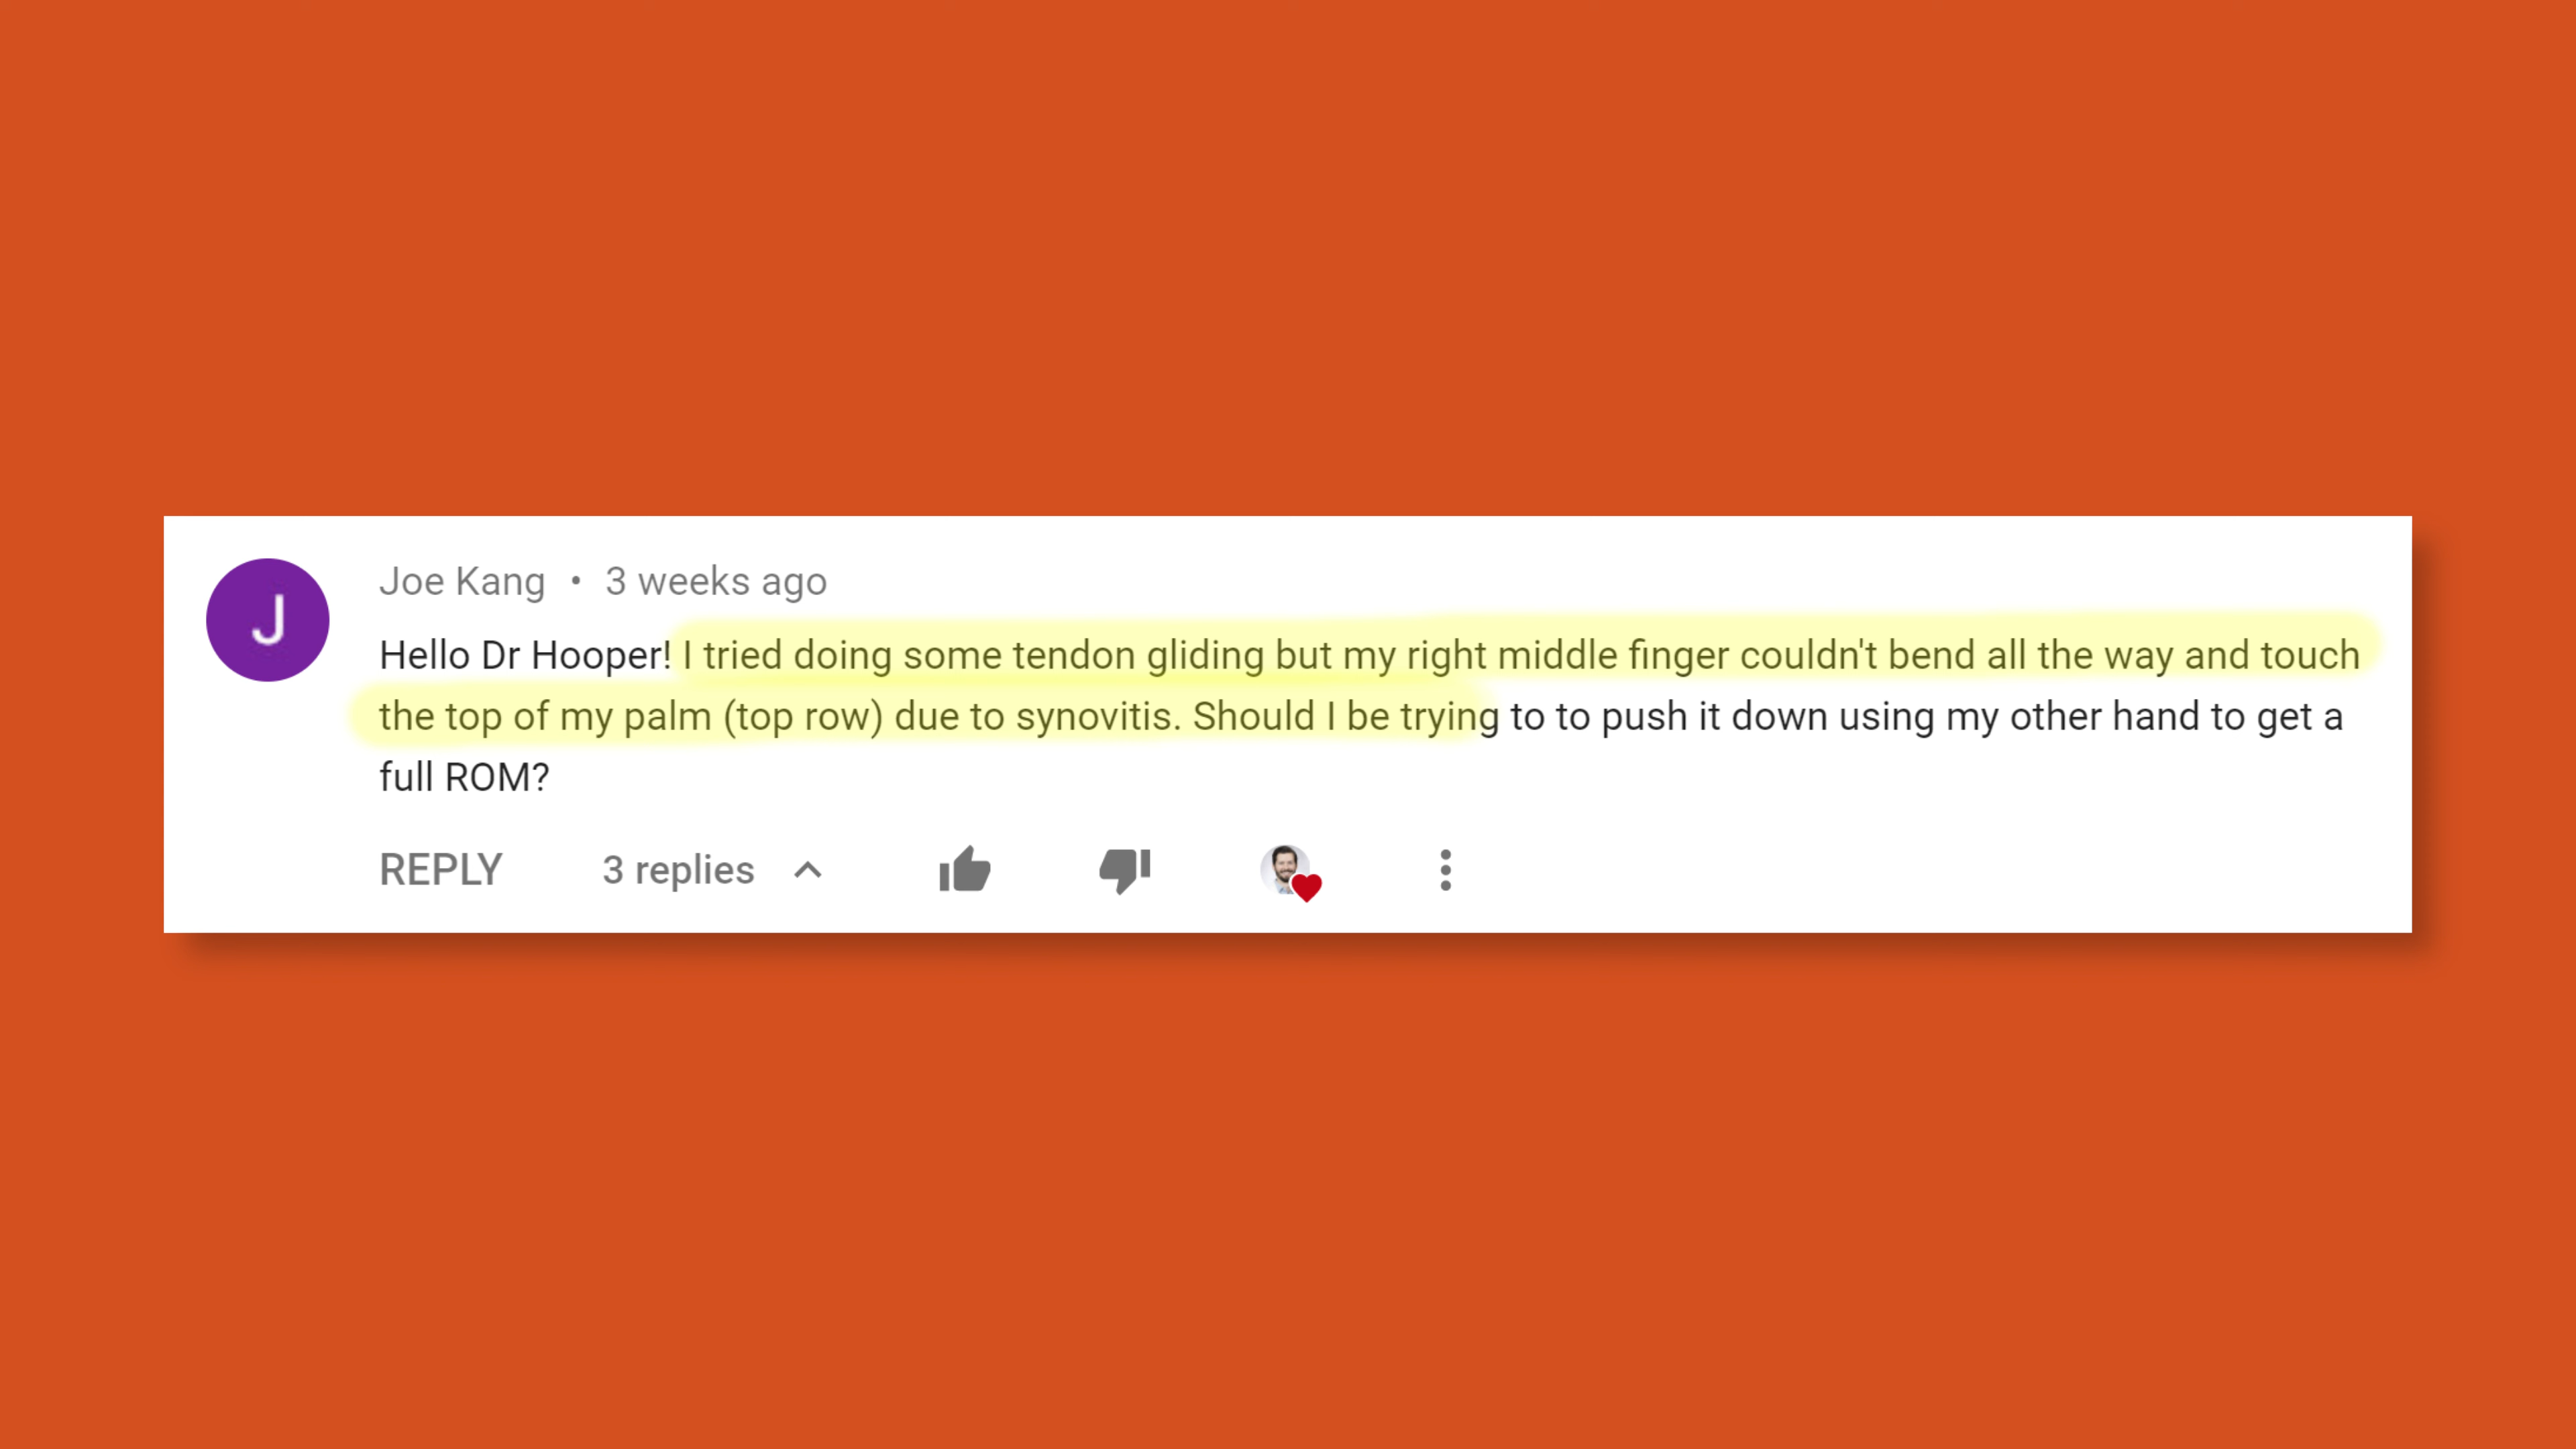 J
Joe Kang • 3 weeks ago
Hello Dr Hooper! I tried doing some tendon gliding but my right middle finger couldn't bend all the way and touch
the top of my palm (top row) due to synovitis. Should I be trying to to push it down using my other hand to get a
full ROM?
REPLY 3 replies